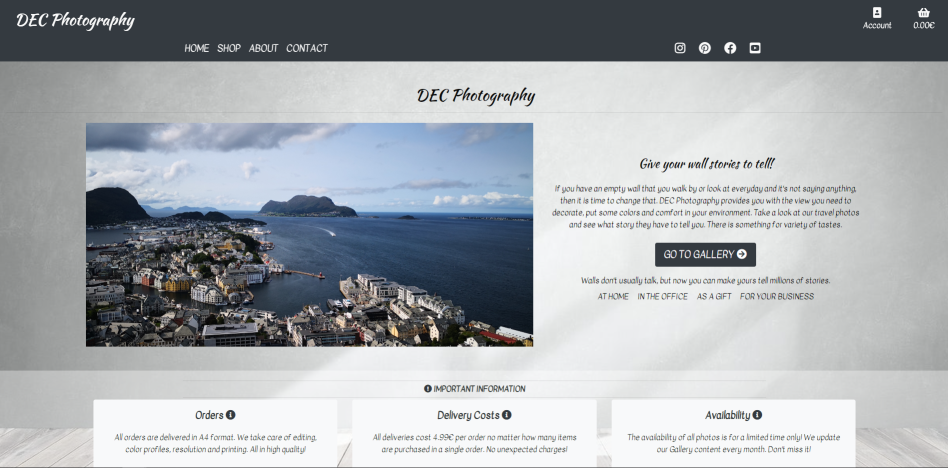 DEC Photography
Account
0.00€
HOME SHOP ABOUT CONTACT
DEC Photography
Give your wall stories to tell!
If you have an empty wall that you walk by or look at everyday and it's not saying anything,
then it is time to change that. DEC Photography provides you with the view you need to
decorate, put some colors and comfort in your environment. Take a look at our travel photos
and see what story they have to tell you. There is something for variety of tastes.
GO TO GALLERY
Walls don't usually talk, but now you can make yours tell millions of stories.
AT HOME IN THE OFFICE AS A GIFT FOR YOUR BUSINESS
IMPORTANT INFORMATION
Orders
All orders are delivered in A4 format. We take care of editing,
color profiles, resolution and printing. All in high quality!
Delivery Costs
All deliveries cost 4.99€ per order no matter how many items
are purchased in a single order. No unexpected charges!
Availability
The availability of all photos is for a limited time only! We update
our Gallery content every month. Don't miss it!